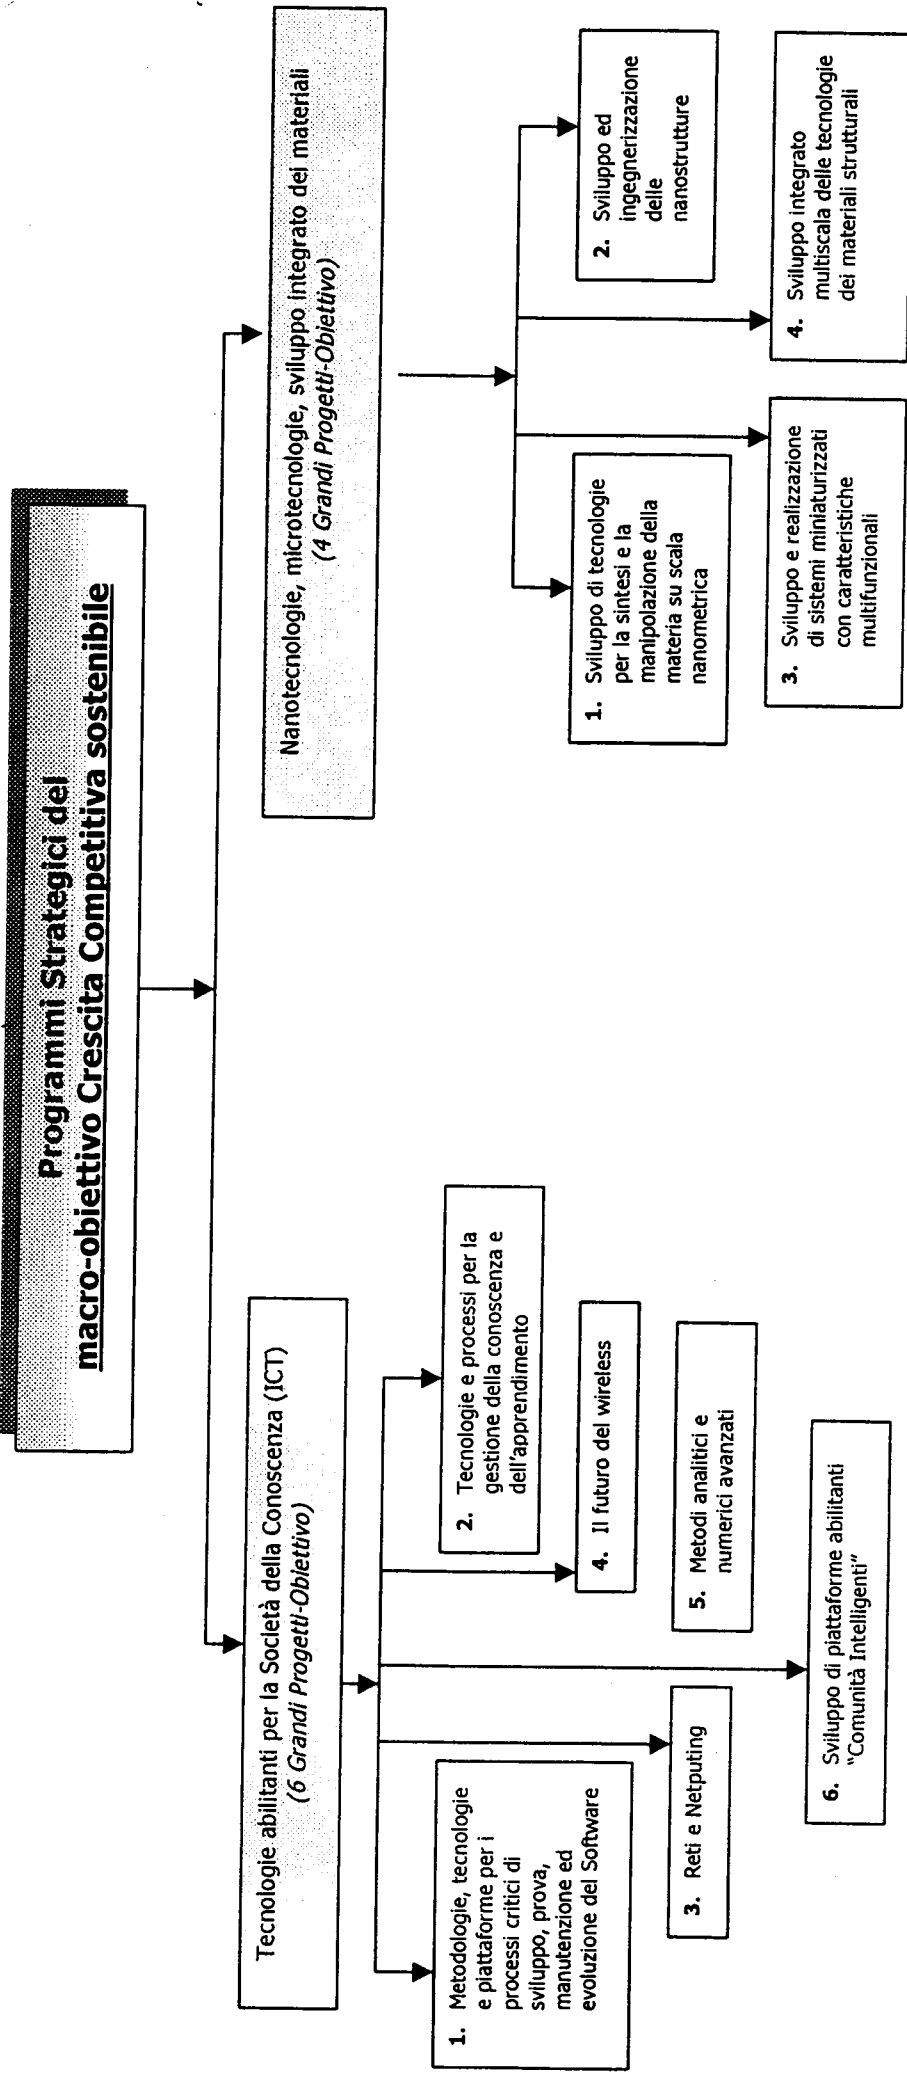 Programmi Strategici del
macro-obiettivo Crescita Competitiva sostenibile
Tecnologie abilitanti per la Società della Conoscenza (ICT)
(6 Grandi Progetti-Obiettivo)
1. Metodologie, tecnologie
e piattaforme per i
processi critici di
sviluppo, prova,
manutenzione ed
evoluzione del Software
2. Tecnologie e processi per la
gestione della conoscenza e
dell'apprendimento
3. Reti e Netputing
4. Il futuro del wireless
5. Metodi analitici e
numerici avanzati
6. Sviluppo di piattaforme abilitanti
"Comunità Intelligenti"
Nanotecnologie, microtecnologie, sviluppo integrato dei materiali
(4 Grandi Progetti-Obiettivo)
1. Sviluppo di tecnologie
per la sintesi e la
manipolazione della
materia su scala
nanometrica
2. Sviluppo ed
ingegnerizzazione
delle
nanostrutture
3. Sviluppo e realizzazione
di sistemi miniaturizzati
con caratteristiche
multifunzionali
4. Sviluppo integrato
multiscala delle tecnologie
dei materiali strutturali